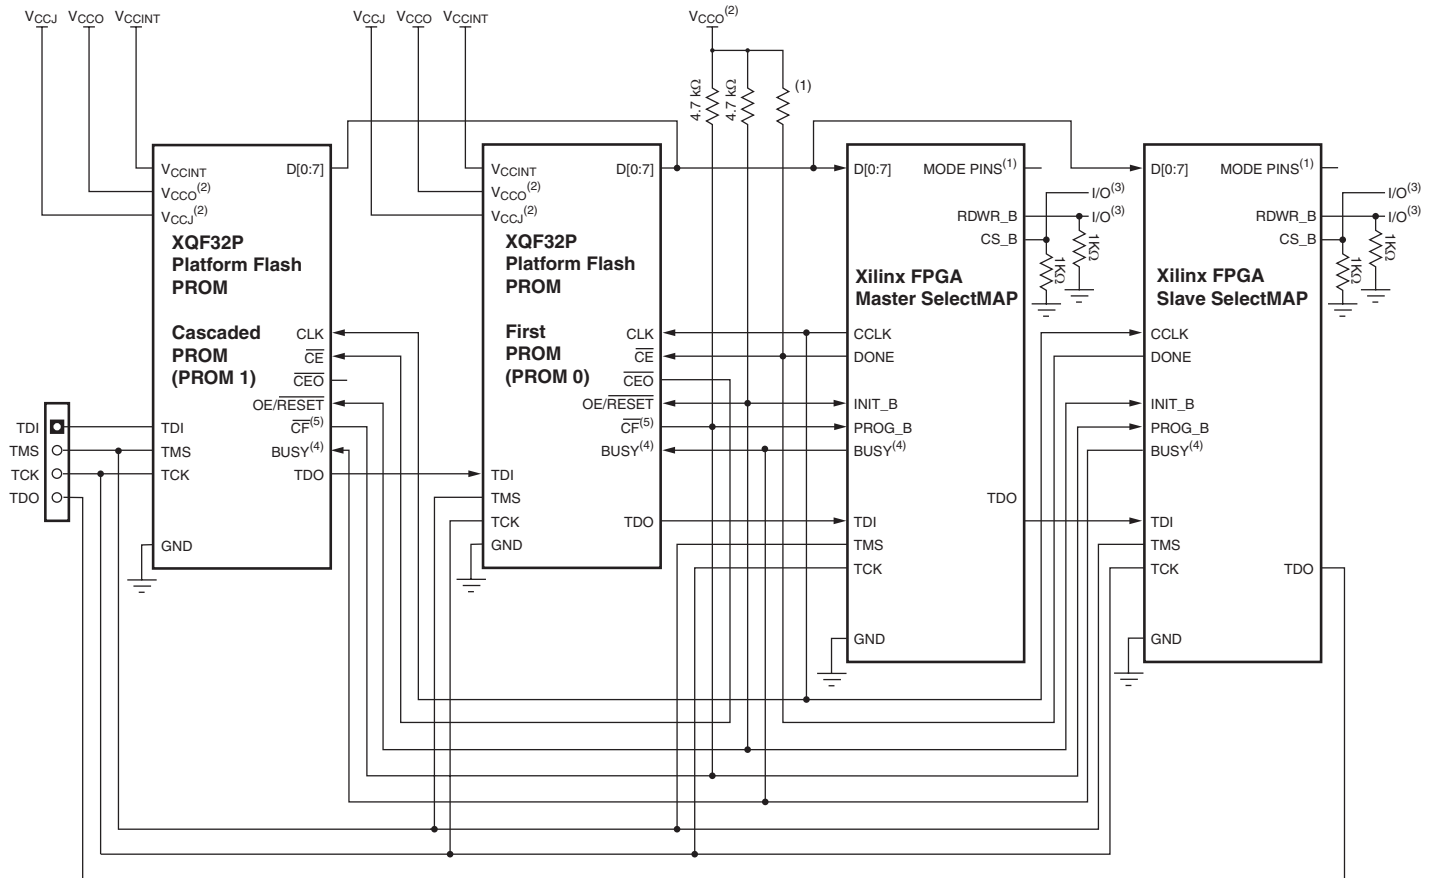 VCCJ VCCO VCCINT
VCCJ VCCO VCCINT
VCCO(2)
4.7 kΩ
4.7 kΩ
(1)
VCCINT
VCCO(2)
VCCJ(2)
D[0:7]
XQF32P
Platform Flash
PROM
Cascaded
PROM
(PROM 1)
CLK
CE
CEO
OE/RESET
CF(5)
BUSY(4)
TDO
TDI
TMS
TCK
GND
TDI
TMS
TCK
TDO
VCCINT
VCCO(2)
VCCJ(2)
D[0:7]
XQF32P
Platform Flash
PROM
First
PROM
(PROM 0)
CLK
CE
CEO
OE/RESET
CF(5)
BUSY(4)
TDI
TMS
TCK
TDO
GND
D[0:7]
MODE PINS(1)
RDWR_B
CS_B
I/O(3)
I/O(3)
1KΩ
1KΩ
Xilinx FPGA
Master SelectMAP
CCLK
DONE
INIT_B
PROG_B
BUSY(4)
TDO
TDI
TMS
TCK
GND
D[0:7]
MODE PINS(1)
RDWR_B
CS_B
I/O(3)
I/O(3)
1KΩ
1KΩ
Xilinx FPGA
Slave SelectMAP
CCLK
DONE
INIT_B
PROG_B
BUSY(4)
TDI
TMS
TCK
TDO
GND